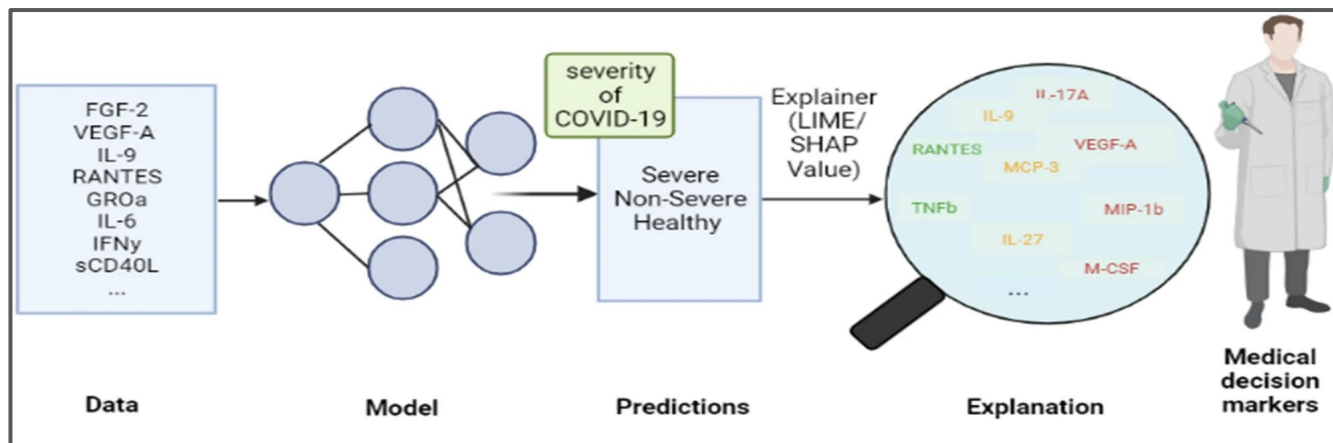 FGF-2
VEGF-A
IL-9
RANTES
GROa
IL-6
IFNy
sCD40L
...
severity
of
COVID-19
Severe
Non-Severe
Healthy
Explainer
(LIME/
SHAP
Value)
IL-17A
IL-9
VEGF-A
RANTES
MCP-3
TNFb
MIP-1b
IL-27
M-CSF
...
Data
Model
Predictions
Explanation
Medical
decision
markers